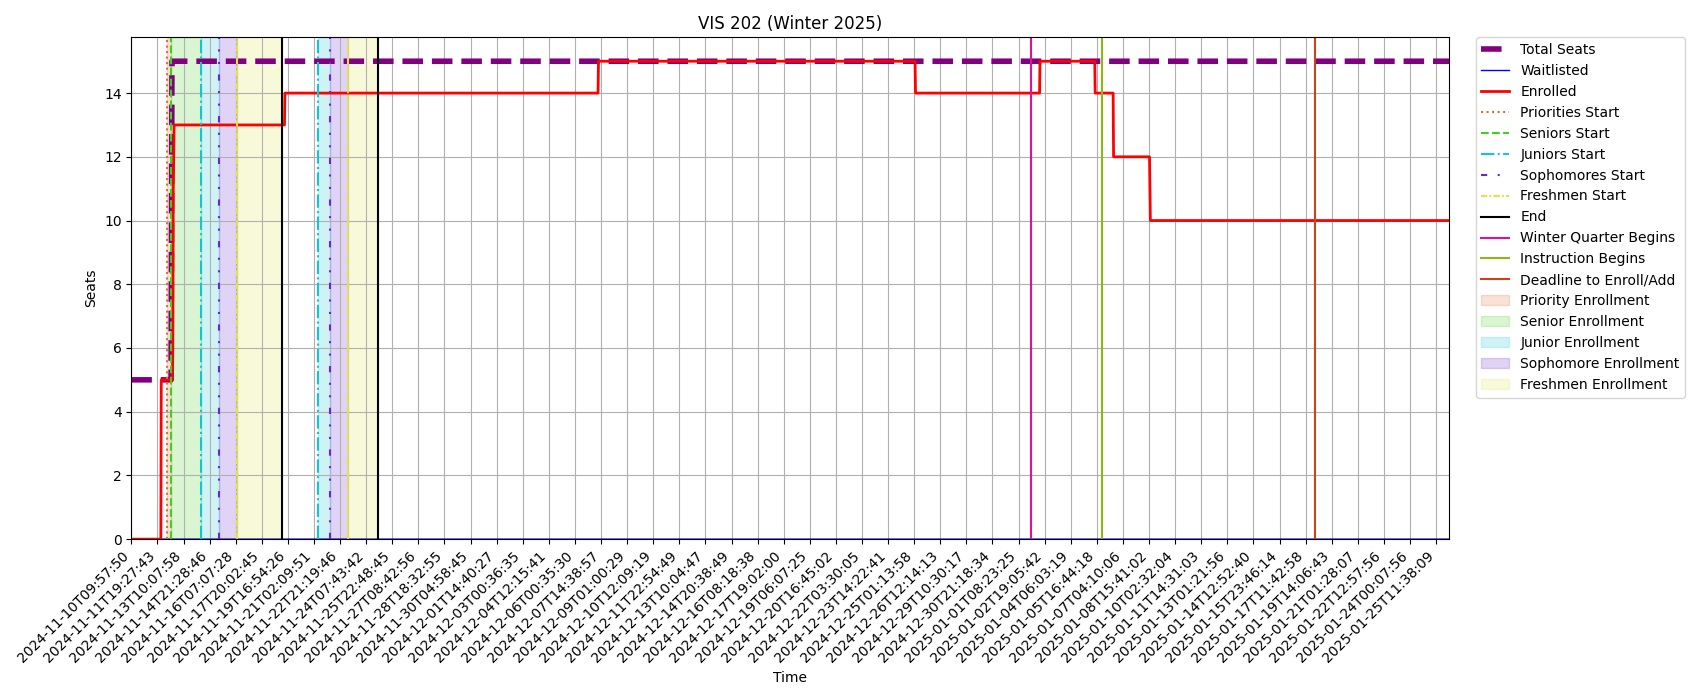 VIS 202 (Winter 2025)
Seats
14
12
10
8
6
4
2
0
2024-11-10T09:57:50
2024-11-11T19:27:43
2024-11-13T10:07:58
2024-11-14T21:28:46
2024-11-16T07:07:28
2024-11-17T20:02:45
2024-11-19T16:54:26
2024-11-21T02:09:51
2024-11-22T21:19:46
2024-11-24T07:43:42
2024-11-25T22:48:45
2024-11-27T08:42:56
2024-11-28T18:32:55
2024-11-30T04:58:45
2024-12-01T14:40:27
2024-12-03T00:36:35
2024-12-04T12:15:41
2024-12-06T00:35:30
2024-12-07T14:38:57
2024-12-09T01:00:29
2024-12-10T12:09:19
2024-12-11T22:54:49
2024-12-13T10:04:47
2024-12-14T20:38:49
2024-12-16T08:18:38
2024-12-17T19:02:00
2024-12-19T06:07:25
2024-12-20T16:45:02
2024-12-22T03:30:05
2024-12-23T14:22:41
2024-12-25T01:13:58
2024-12-26T12:14:13
2024-12-29T10:30:17
2024-12-30T21:18:34
2025-01-01T08:23:25
2025-01-02T19:05:42
2025-01-04T06:03:19
2025-01-05T16:44:18
2025-01-07T04:10:06
2025-01-08T15:41:02
2025-01-10T02:32:04
2025-01-11T14:31:03
2025-01-13T01:21:56
2025-01-14T12:52:40
2025-01-15T23:46:14
2025-01-17T11:42:58
2025-01-19T14:06:43
2025-01-21T01:28:07
2025-01-22T12:57:56
2025-01-24T00:07:56
2025-01-25T11:38:09
Time
Total Seats
Waitlisted
Enrolled
Priorities Start
Seniors Start
Juniors Start
Sophomores Start
Freshmen Start
End
Winter Quarter Begins
Instruction Begins
Deadline to Enroll/Add
Priority Enrollment
Senior Enrollment
Junior Enrollment
Sophomore Enrollment
Freshmen Enrollment